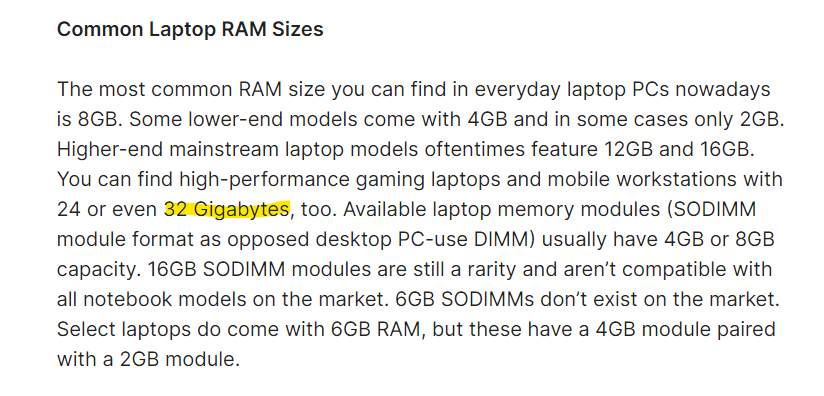 Common Laptop RAM Sizes
The most common RAM size you can find in everyday laptop PCs nowadays
is 8GB. Some lower-end models come with 4GB and in some cases only 2GB.
Higher-end mainstream laptop models oftentimes feature 12GB and 16GB.
You can find high-performance gaming laptops and mobile workstations with
24 or even 32 Gigabytes, too. Available laptop memory modules (SODIMM
module format as opposed desktop PC-use DIMM) usually have 4GB or 8GB
capacity. 16GB SODIMM modules are still a rarity and aren’t compatible with
all notebook models on the market. 6GB SODIMMs don’t exist on the market.
Select laptops do come with 6GB RAM, but these have a 4GB module paired
with a 2GB module.